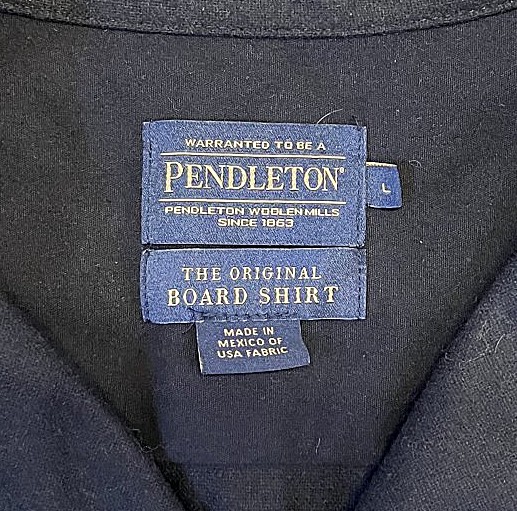 WARRANTED TO BE A
PENDLETON®
L
PENDLETON WOOLEN MILLS
SINCE 1863
THE ORIGINAL
BOARD SHIRT
MADE IN
MEXICO OF
USA FABRIC